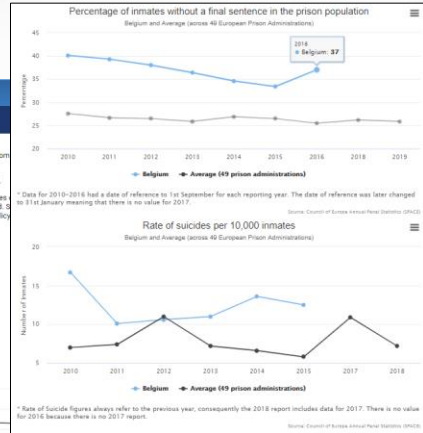 Percentage of inmates without a final sentence in the prison population
Belgium and Average (across 49 European Prison Administrations)
45
40
35
30
25
20
Percentage
2016
Belgium: 37
2010 2011 2012 2013 2014 2015 2016 2017 2018 2019
Belgium Average (49 prison administrations)
* Data for 2010-2016 had a date of reference to 1st September for each reporting year. The date of reference was later changed
to 31st January meaning that there is no value for 2017.
Source: Council of Europe Annual Penal Statistics (SPACE)
Rate of suicides per 10,000 inmates
Belgium and Average (across 49 European Prison Administrations)
20
15
10
5
Number of Inmates
2010 2011 2012 2013 2014 2015 2016 2017 2018
Belgium Average (49 prison administrations)
* Rate of Suicide figures always refer to the previous year, consequently the 2018 report includes data for 2017. There is no value
for 2016 because there is no 2017 report.
Source: Council of Europe Annual Penal Statistics (SPACE)